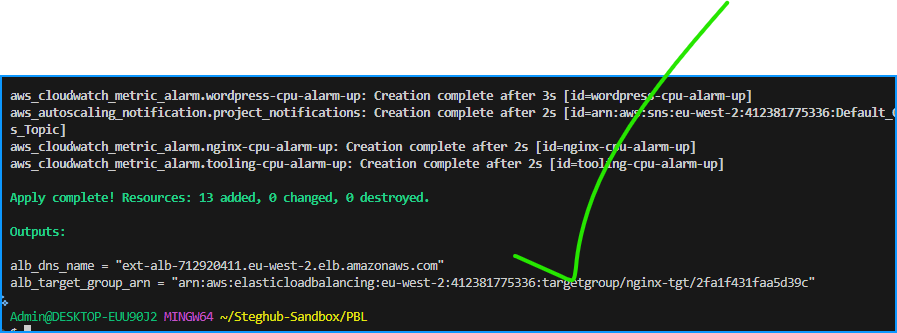 aws_cloudwatch_metric_alarm.wordpress-cpu-alarm-up: Creation complete after 3s [id=wordpress-cpu-alarm-up]
aws_autoscaling_notification.project_notifications: Creation complete after 2s [id=arn:aws:sns:eu-west-2:412381775336:Default_C
s_Topic]
aws_cloudwatch_metric_alarm.nginx-cpu-alarm-up: Creation complete after 2s [id=nginx-cpu-alarm-up]
aws_cloudwatch_metric_alarm.tooling-cpu-alarm-up: Creation complete after 2s [id=tooling-cpu-alarm-up]
Apply complete! Resources: 13 added, 0 changed, 0 destroyed.
Outputs:
alb_dns_name = "ext-alb-712920411.eu-west-2.elb.amazonaws.com"
alb_target_group_arn = "arn:aws:elasticloadbalancing:eu-west-2:412381775336:targetgroup/nginx-tgt/2fa1f431faa5d39c"
Admin@DESKTOP-EUU90J2 MINGW64 ~/Steghub-Sandbox/PBL
$